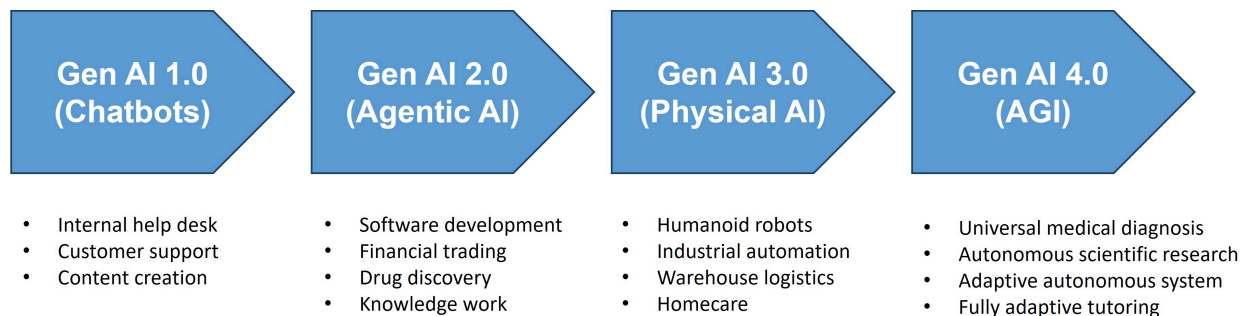 Gen AI 1.0
(Chatbots)
Gen AI 2.0
(Agentic AI)
Gen AI 3.0
(Physical AI)
Gen AI 4.0
(AGI)
• Internal help desk
• Customer support
• Content creation
• Software development
• Financial trading
• Drug discovery
• Knowledge work
• Humanoid robots
• Industrial automation
• Warehouse logistics
• Homecare
• Universal medical diagnosis
• Autonomous scientific research
• Adaptive autonomous system
• Fully adaptive tutoring